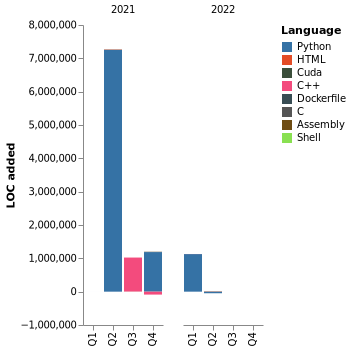 2021 2022
8,000,000
7,000,000
6,000,000
5,000,000
4,000,000
3,000,000
2,000,000
1,000,000
0
−1,000,000
LOC added
Q1 Q2 Q3 Q4 Q1 Q2 Q3 Q4
Language
Python
HTML
Cuda
C++
Dockerfile
C
Assembly
Shell